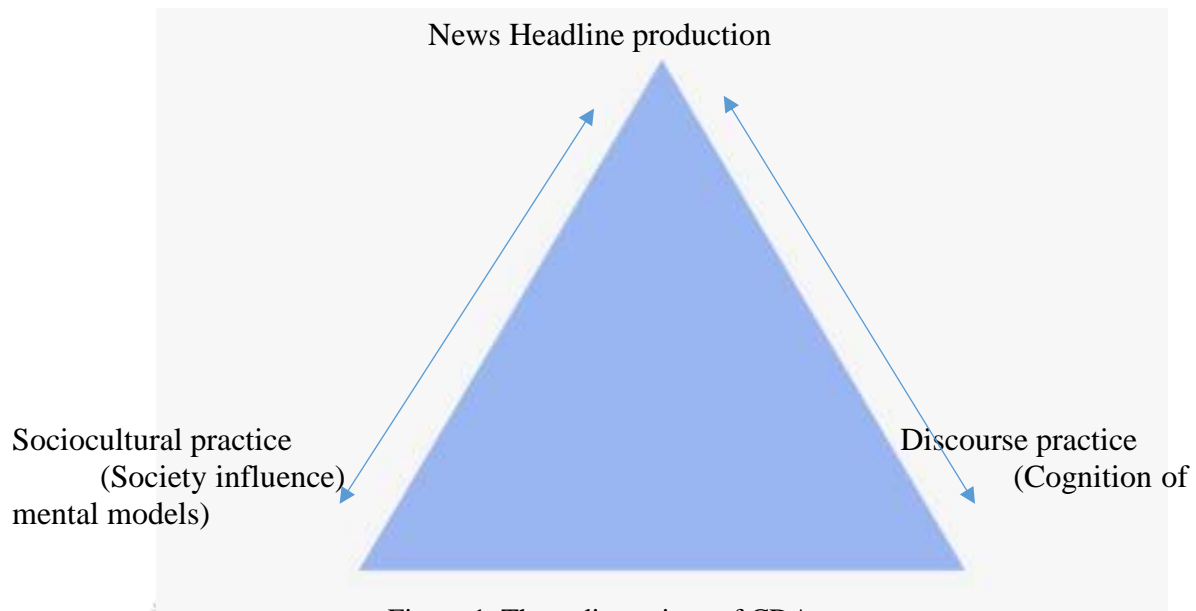 News Headline production
Sociocultural practice Discourse practice
(Society influence) (Cognition of
mental models)